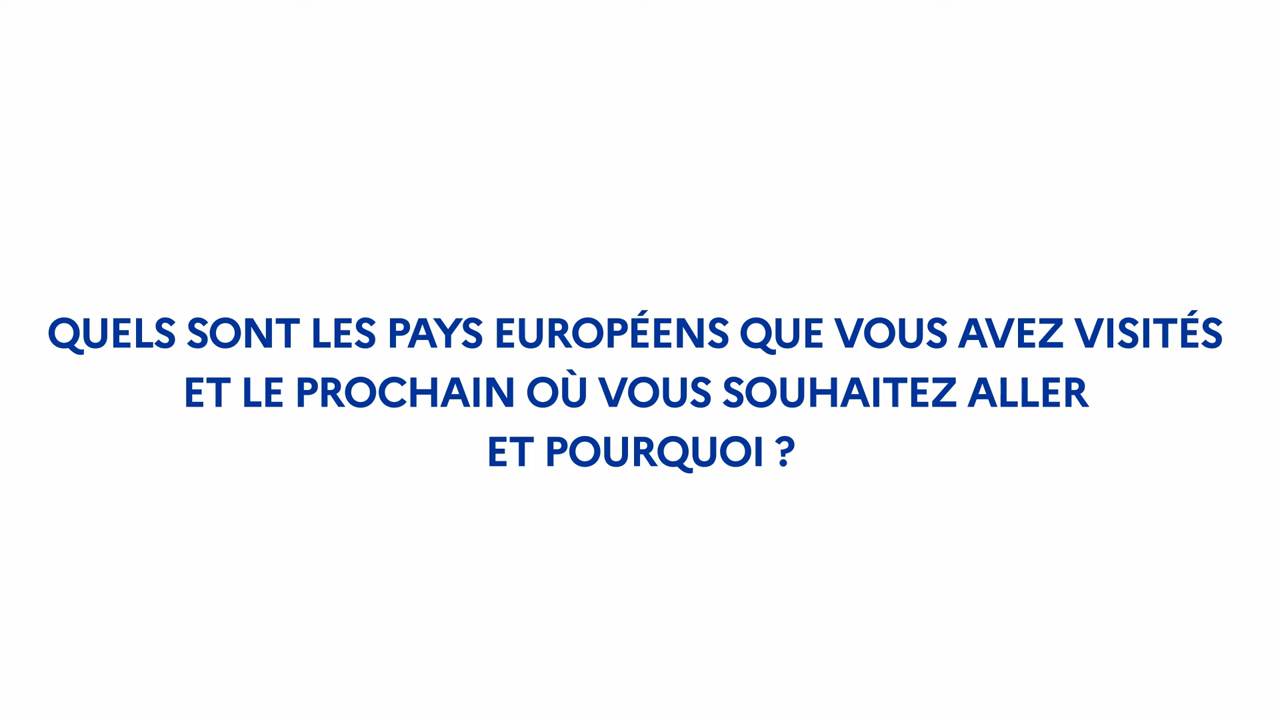 QUELS SONT LES PAYS EUROPÉENS QUE VOUS AVEZ VISITÉS
ET LE PROCHAIN OÙ VOUS SOUHAITEZ ALLER
ET POURQUOI ?